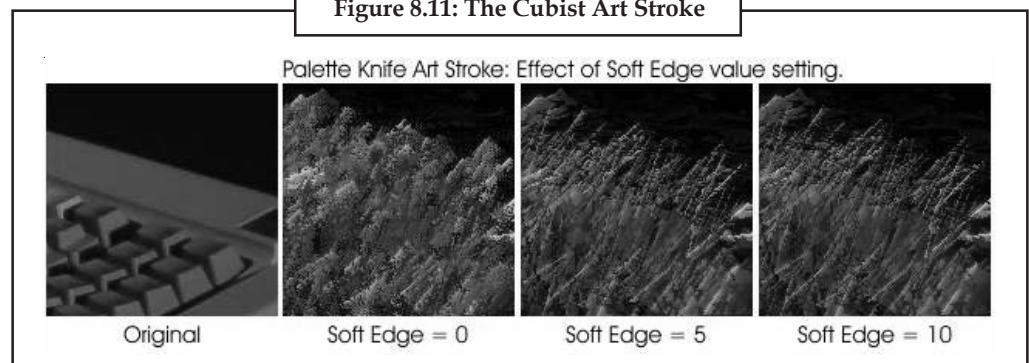 Figure 8.11: The Cubist Art Stroke
Palette Knife Art Stroke: Effect of Soft Edge value setting.
Original
Soft Edge = 0
Soft Edge = 5
Soft Edge = 10